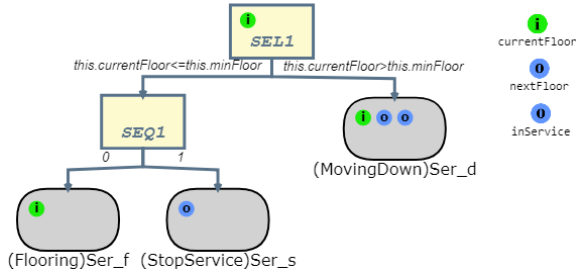 i
SEL1
this.currentFloor<=this.minFloor
this.currentFloor>this.minFloor
i
currentFloor
o
nextFloor
o
inService
SEQ1
0
1
i
o
o
(MovingDown)Ser_d
i
o
(Flooring)Ser_f
(StopService)Ser_s